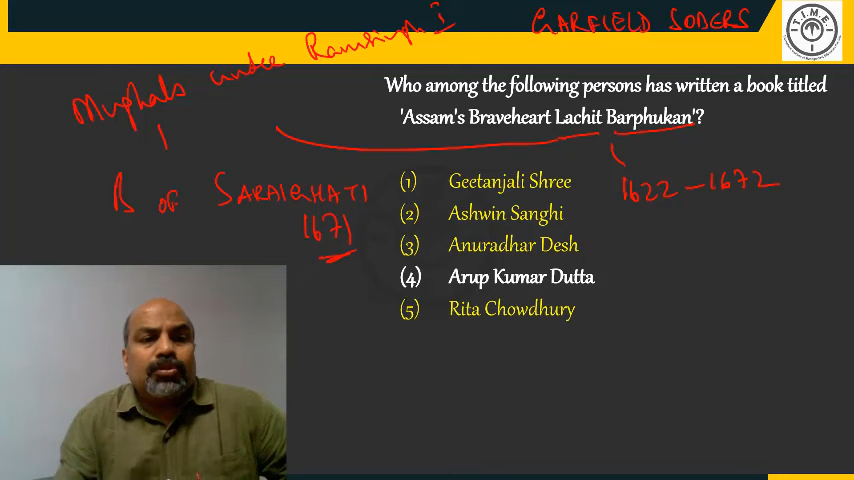 GARFIELD SODERS
T.I.M.E.
Mughals under Ramsingh I
Who among the following persons has written a book titled
'Assam's Braveheart Lachit Barphukan'?
B of SARAIGHATI
1671
1622 – 1672
(1) Geetanjali Shree
(2) Ashwin Sanghi
(3) Anuradhar Desh
(4) Arup Kumar Dutta
(5) Rita Chowdhury